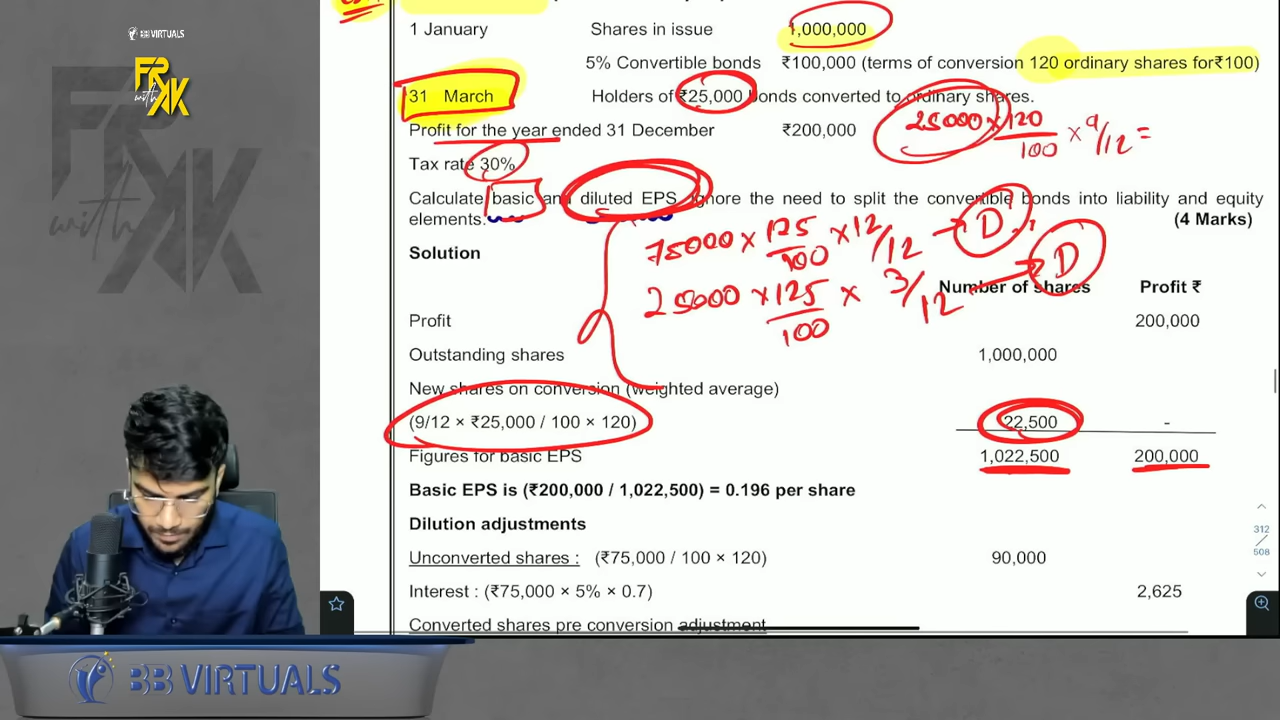 BB VIRTUALS
FR
with
AK
1 January Shares in issue 1,000,000
5% Convertible bonds ₹100,000 (terms of conversion 120 ordinary shares for₹100)
31 March Holders of ₹25,000 bonds converted to ordinary shares.
25000 × 120/100 × 9/12 =
Profit for the year ended 31 December ₹200,000
Tax rate 30%
Calculate basic and diluted EPS. Ignore the need to split the convertible bonds into liability and equity
elements. (4 Marks)
75000 × 125/100 × 12/12 → D
Solution
25000 × 125/100 × 3/12 → D
Number of shares Profit ₹
Profit 200,000
Outstanding shares 1,000,000
New shares on conversion (weighted average)
(9/12 × ₹25,000 / 100 × 120) 22,500 -
Figures for basic EPS 1,022,500 200,000
Basic EPS is (₹200,000 / 1,022,500) = 0.196 per share
Dilution adjustments
Unconverted shares : (₹75,000 / 100 × 120) 90,000
Interest : (₹75,000 × 5% × 0.7) 2,625
Converted shares pre conversion adjustment
312
/
508
BB VIRTUALS